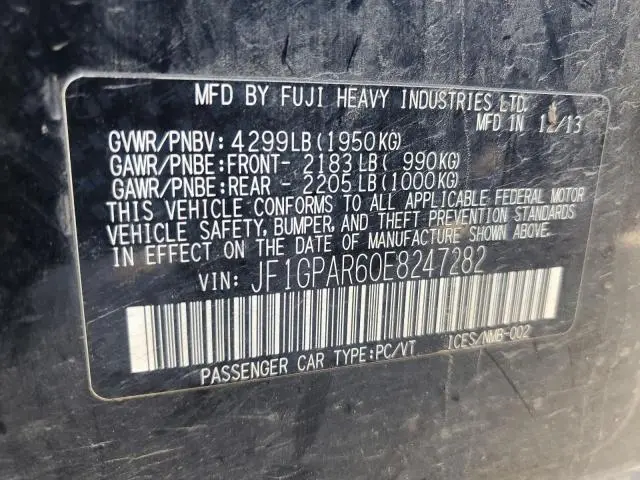 MFD BY FUJI HEAVY INDUSTRIES LTD.
MFD IN 12/13
GVWR/PNBV: 4299LB (1950KG)
GAWR/PNBE:FRONT- 2183 LB ( 990KG)
GAWR/PNBE:REAR - 2205 LB (1000KG)
THIS VEHICLE CONFORMS TO ALL APPLICABLE FEDERAL MOTOR
VEHICLE SAFETY, BUMPER, AND THEFT PREVENTION STANDARDS
IN EFFECT ON THE DATE OF MANUFACTURE SHOWN ABOVE.
VIN: JF1GPAR60E8247282
PASSENGER CAR TYPE:PC/VT ICES/NMB-002